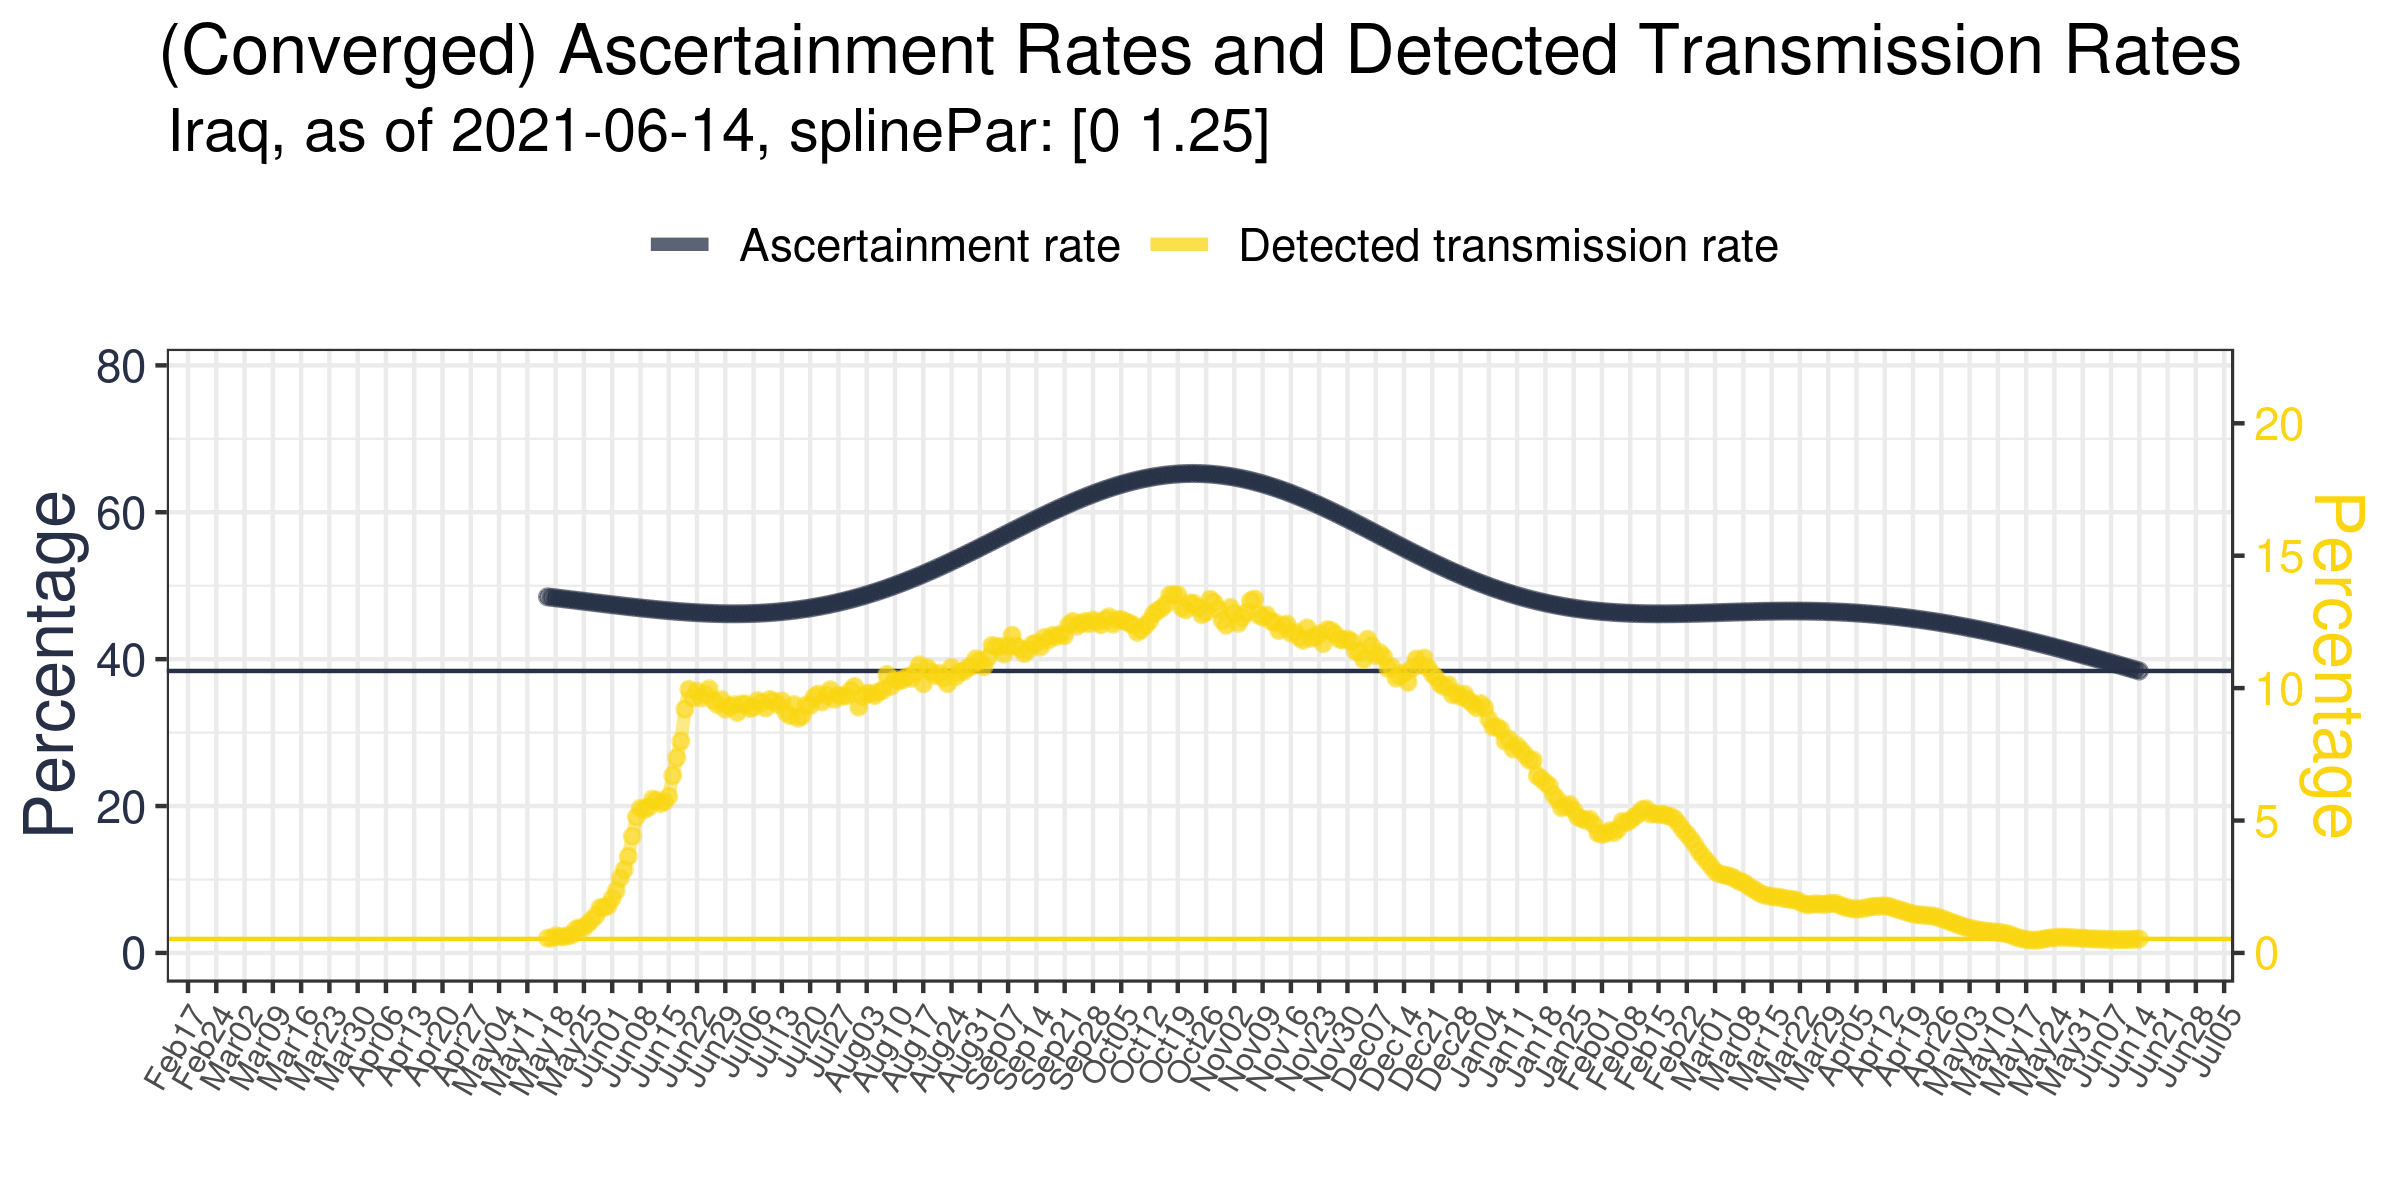 (Converged) Ascertainment Rates and Detected Transmission Rates
Iraq, as of 2021-06-14, splinePar: [0 1.25]
Ascertainment rate
Detected transmission rate
Percentage
80
60
40
20
0
20
15
10
5
0
Percentage
Feb17
Feb24
Mar02
Mar09
Mar16
Mar23
Mar30
Apr06
Apr13
Apr20
Apr27
May04
May11
May18
May25
Jun01
Jun08
Jun15
Jun22
Jun29
Jul06
Jul13
Jul20
Jul27
Aug03
Aug10
Aug17
Aug24
Aug31
Sep07
Sep14
Sep21
Sep28
Oct05
Oct12
Oct19
Oct26
Nov02
Nov09
Nov16
Nov23
Nov30
Dec07
Dec14
Dec21
Dec28
Jan04
Jan11
Jan18
Jan25
Feb01
Feb08
Feb15
Feb22
Mar01
Mar08
Mar15
Mar22
Mar29
Apr05
Apr12
Apr19
Apr26
May03
May10
May17
May24
May31
Jun07
Jun14
Jun21
Jun28
Jul05